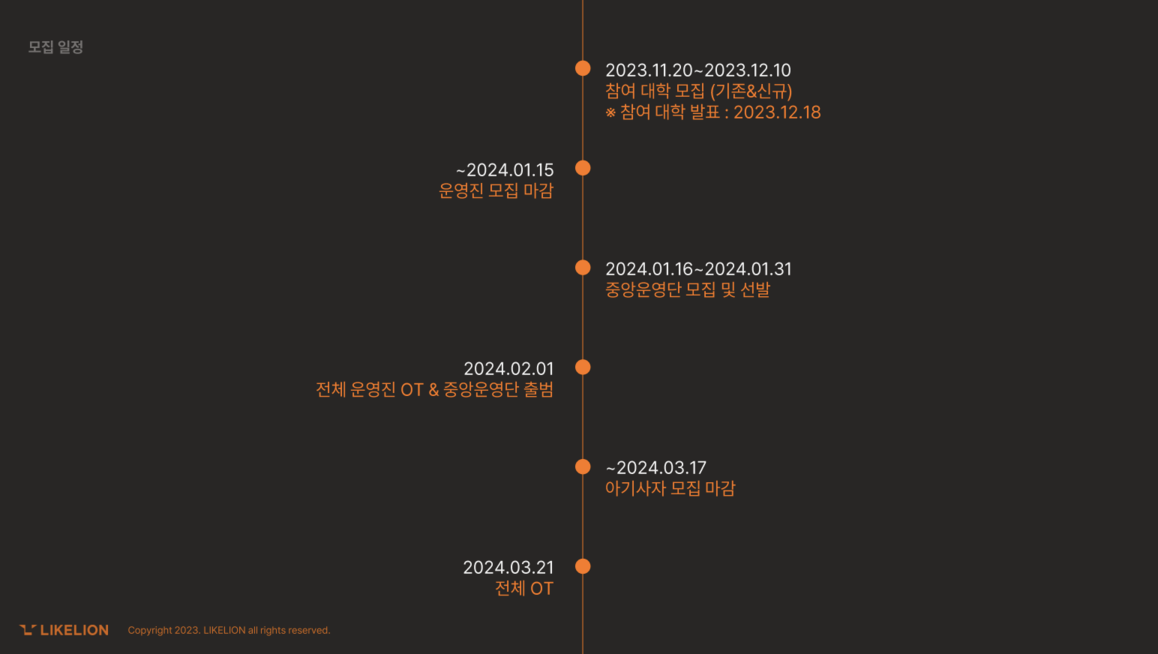 모집 일정
2023.11.20~2023.12.10
참여 대학 모집 (기존&신규)
※ 참여 대학 발표 : 2023.12.18
~2024.01.15
운영진 모집 마감
2024.01.16~2024.01.31
중앙운영단 모집 및 선발
2024.02.01
전체 운영진 OT & 중앙운영단 출범
~2024.03.17
아기사자 모집 마감
2024.03.21
전체 OT
LIKELION
Copyright 2023. LIKELION all rights reserved.